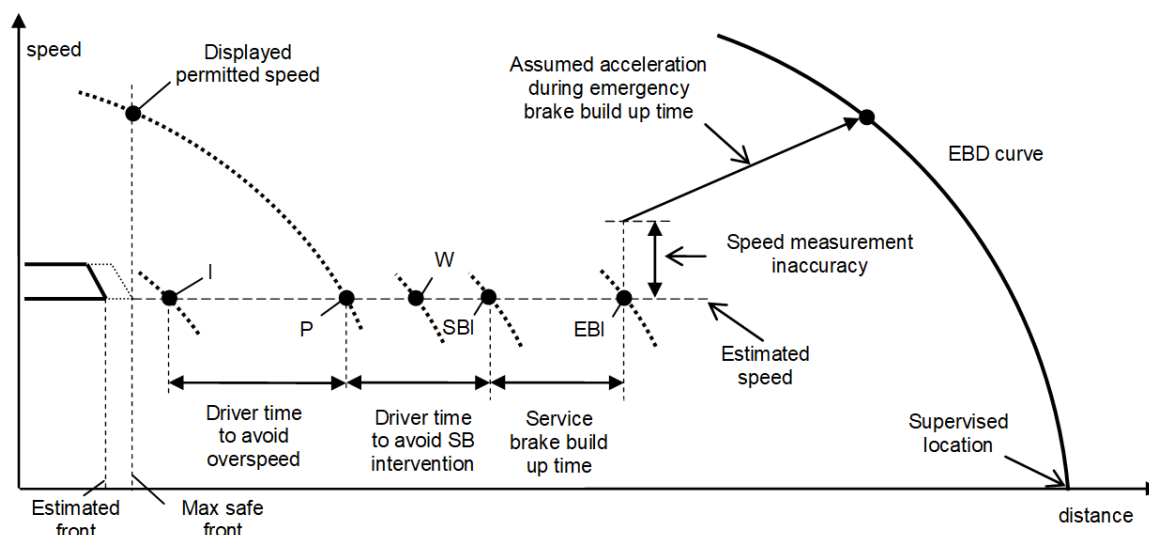 speed
Displayed
permitted speed
Assumed acceleration
during emergency
brake build up time
EBD curve
Speed measurement
inaccuracy
I
W
P
SBI
EBI
Estimated
speed
Driver time
to avoid
overspeed
Driver time
to avoid SB
intervention
Service
brake build
up time
Supervised
location
Estimated
front
Max safe
front
distance